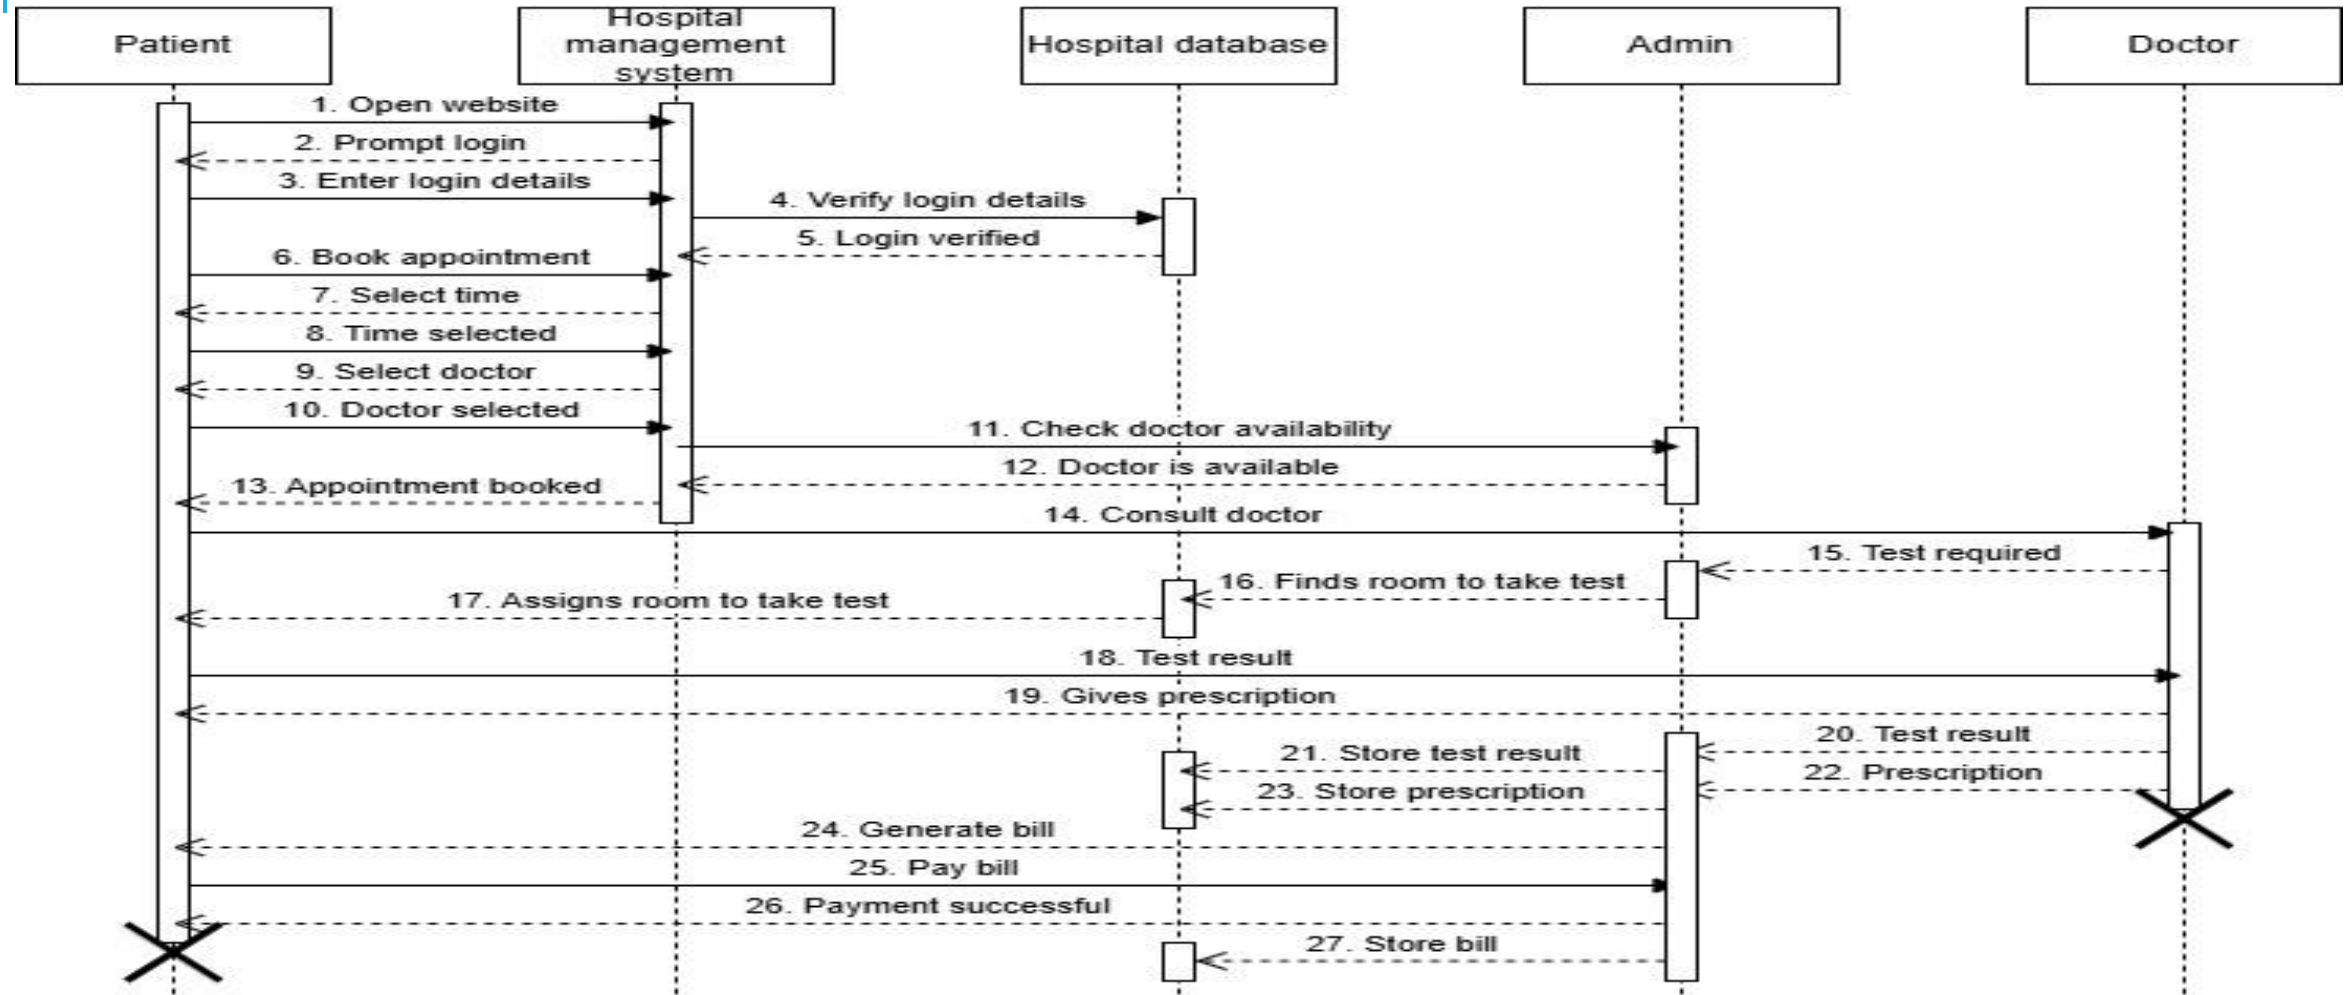 Patient
Hospital
management
system
Hospital database
Admin
Doctor
1. Open website
2. Prompt login
3. Enter login details
4. Verify login details
5. Login verified
6. Book appointment
7. Select time
8. Time selected
9. Select doctor
10. Doctor selected
11. Check doctor availability
12. Doctor is available
13. Appointment booked
14. Consult doctor
15. Test required
16. Finds room to take test
17. Assigns room to take test
18. Test result
19. Gives prescription
20. Test result
21. Store test result
22. Prescription
23. Store prescription
24. Generate bill
25. Pay bill
26. Payment successful
27. Store bill